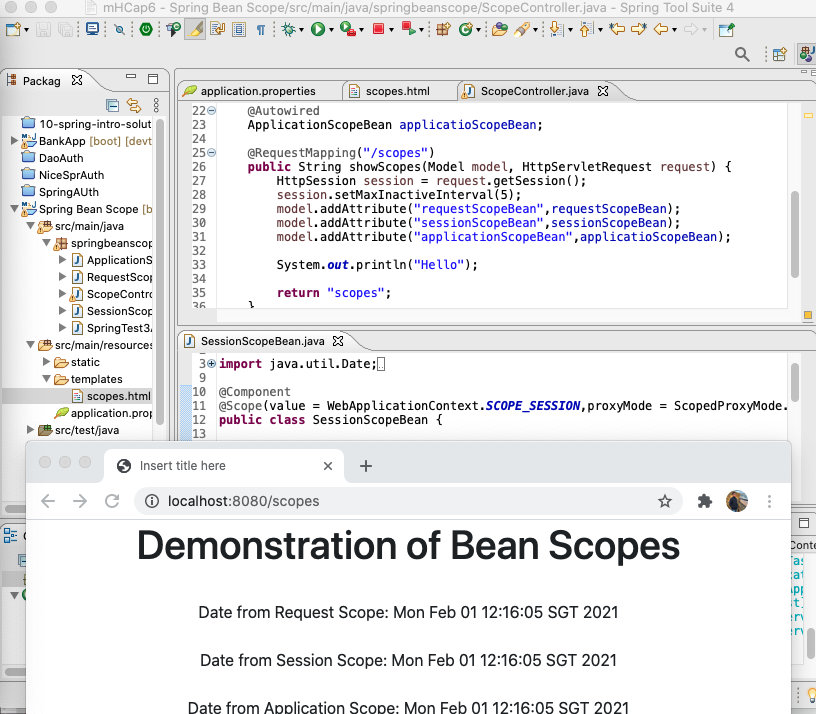 mHCap6 - Spring Bean Scope/src/main/java/springbeanscope/ScopeController.java - Spring Tool Suite 4
Packag
10-spring-intro-solut
BankApp [boot] [devt
DaoAuth
NiceSprAuth
SpringAUth
Spring Bean Scope [b
src/main/java
springbeanscop
ApplicationS
RequestScop
ScopeContro
SessionScop
SpringTest3A
src/main/resources
static
templates
scopes.html
application.prop
src/test/java
application.properties
scopes.html
ScopeController.java
22 @Autowired
23 ApplicationScopeBean applicatioScopeBean;
24
25 @RequestMapping("/scopes")
26 public String showScopes(Model model, HttpServletRequest request) {
27 HttpSession session = request.getSession();
28 session.setMaxInactiveInterval(5);
29 model.addAttribute("requestScopeBean",requestScopeBean);
30 model.addAttribute("sessionScopeBean",sessionScopeBean);
31 model.addAttribute("applicationScopeBean",applicatioScopeBean);
32
33 System.out.println("Hello");
34
35 return "scopes";
36 }
SessionScopeBean.java
3 import java.util.Date;
9
10 @Component
11 @Scope(value = WebApplicationContext.SCOPE_SESSION,proxyMode = ScopedProxyMode.
12 public class SessionScopeBean {
13
Insert title here
localhost:8080/scopes
Demonstration of Bean Scopes
Date from Request Scope: Mon Feb 01 12:16:05 SGT 2021
Date from Session Scope: Mon Feb 01 12:16:05 SGT 2021
Date from Application Scope: Mon Feb 01 12:16:05 SGT 2021